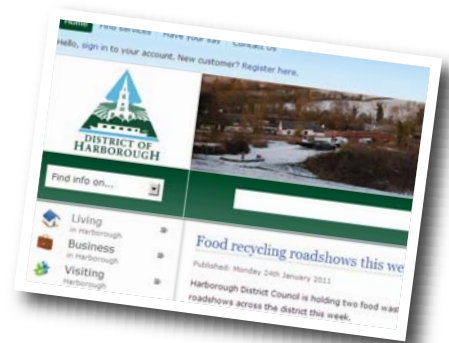 Home Find Services Have your say Contact Us
Hello, sign in to your account. New customer? Register here.
DISTRICT OF
HARBOROUGH
Find info on...
Living
in Harborough
Business
in Harborough
Visiting
Harborough
Food recycling roadshows this we
Published: Monday 24th January 2011
Harborough District Council is holding two food wast
roadshows across the district this week.